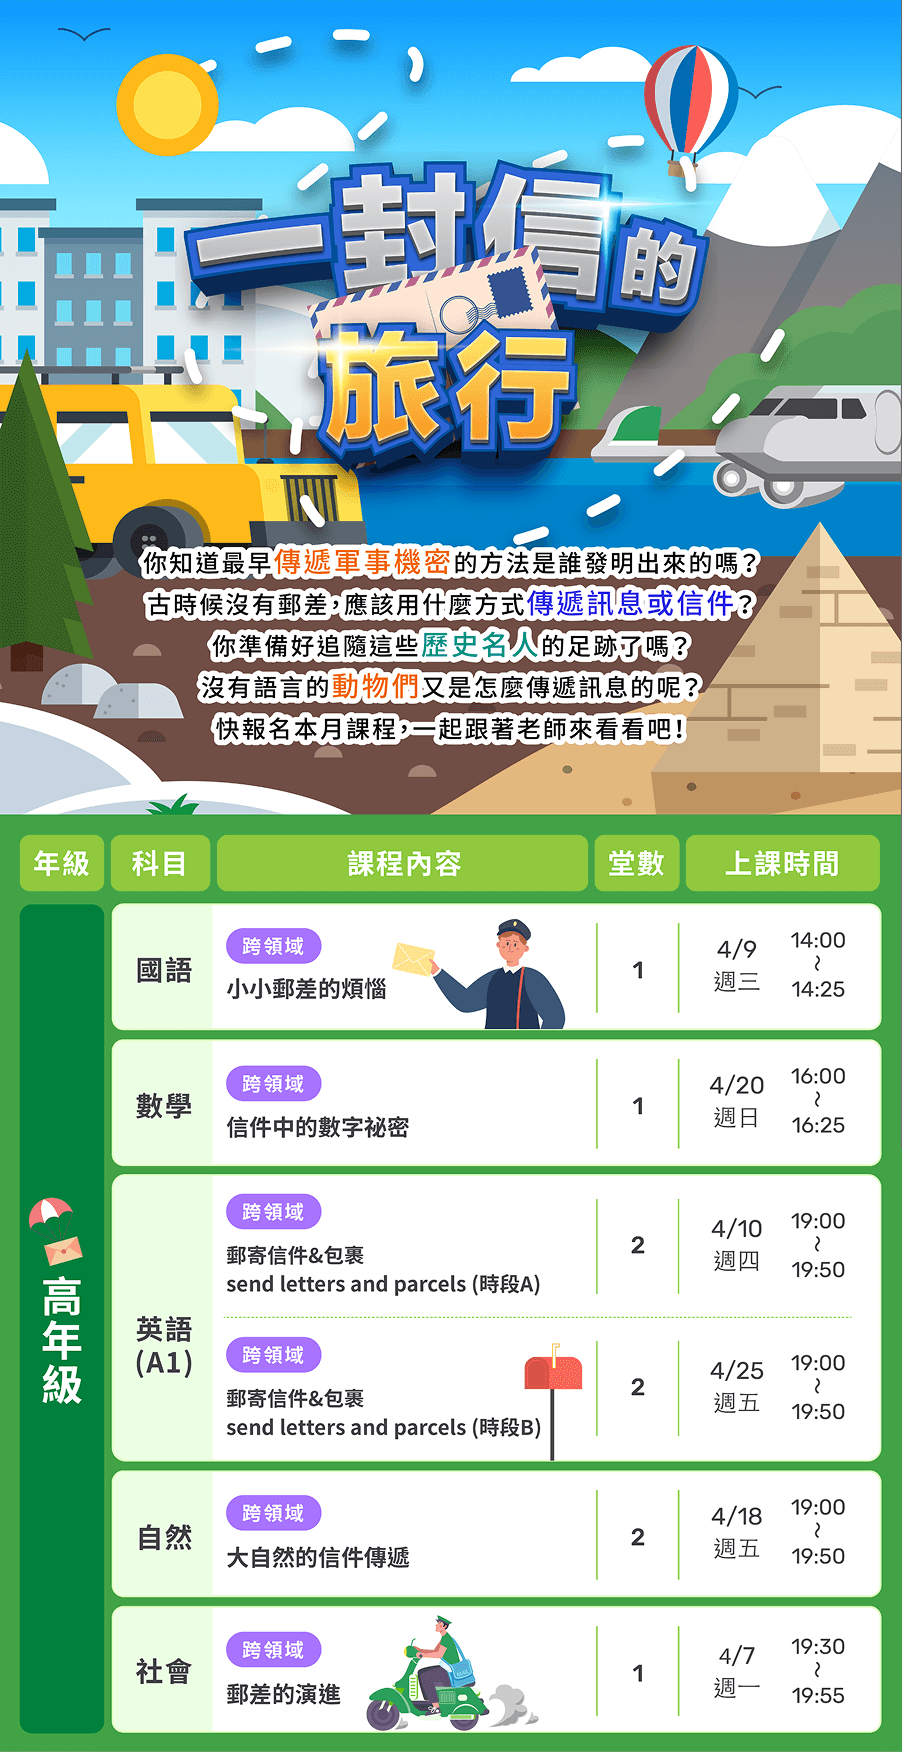 一封信的
旅行
你知道最早傳遞軍事機密的方法是誰發明出來的嗎？
古時候沒有郵差，應該用什麼方式傳遞訊息或信件？
你準備好追隨這些歷史名人的足跡了嗎？
沒有語言的動物們又是怎麼傳遞訊息的呢？
快報名本月課程，一起跟著老師來看看吧！
年級 科目 課程內容 堂數 上課時間
高年級
國語
跨領域
小小郵差的煩惱
1
4/9
週三
14:00
~
14:25
數學
跨領域
信件中的數字祕密
1
4/20
週日
16:00
~
16:25
英語
(A1)
跨領域
郵寄信件&包裹
send letters and parcels (時段A)
2
4/10
週四
19:00
~
19:50
跨領域
郵寄信件&包裹
send letters and parcels (時段B)
2
4/25
週五
19:00
~
19:50
自然
跨領域
大自然的信件傳遞
2
4/18
週五
19:00
~
19:50
社會
跨領域
郵差的演進
1
4/7
週一
19:30
~
19:55